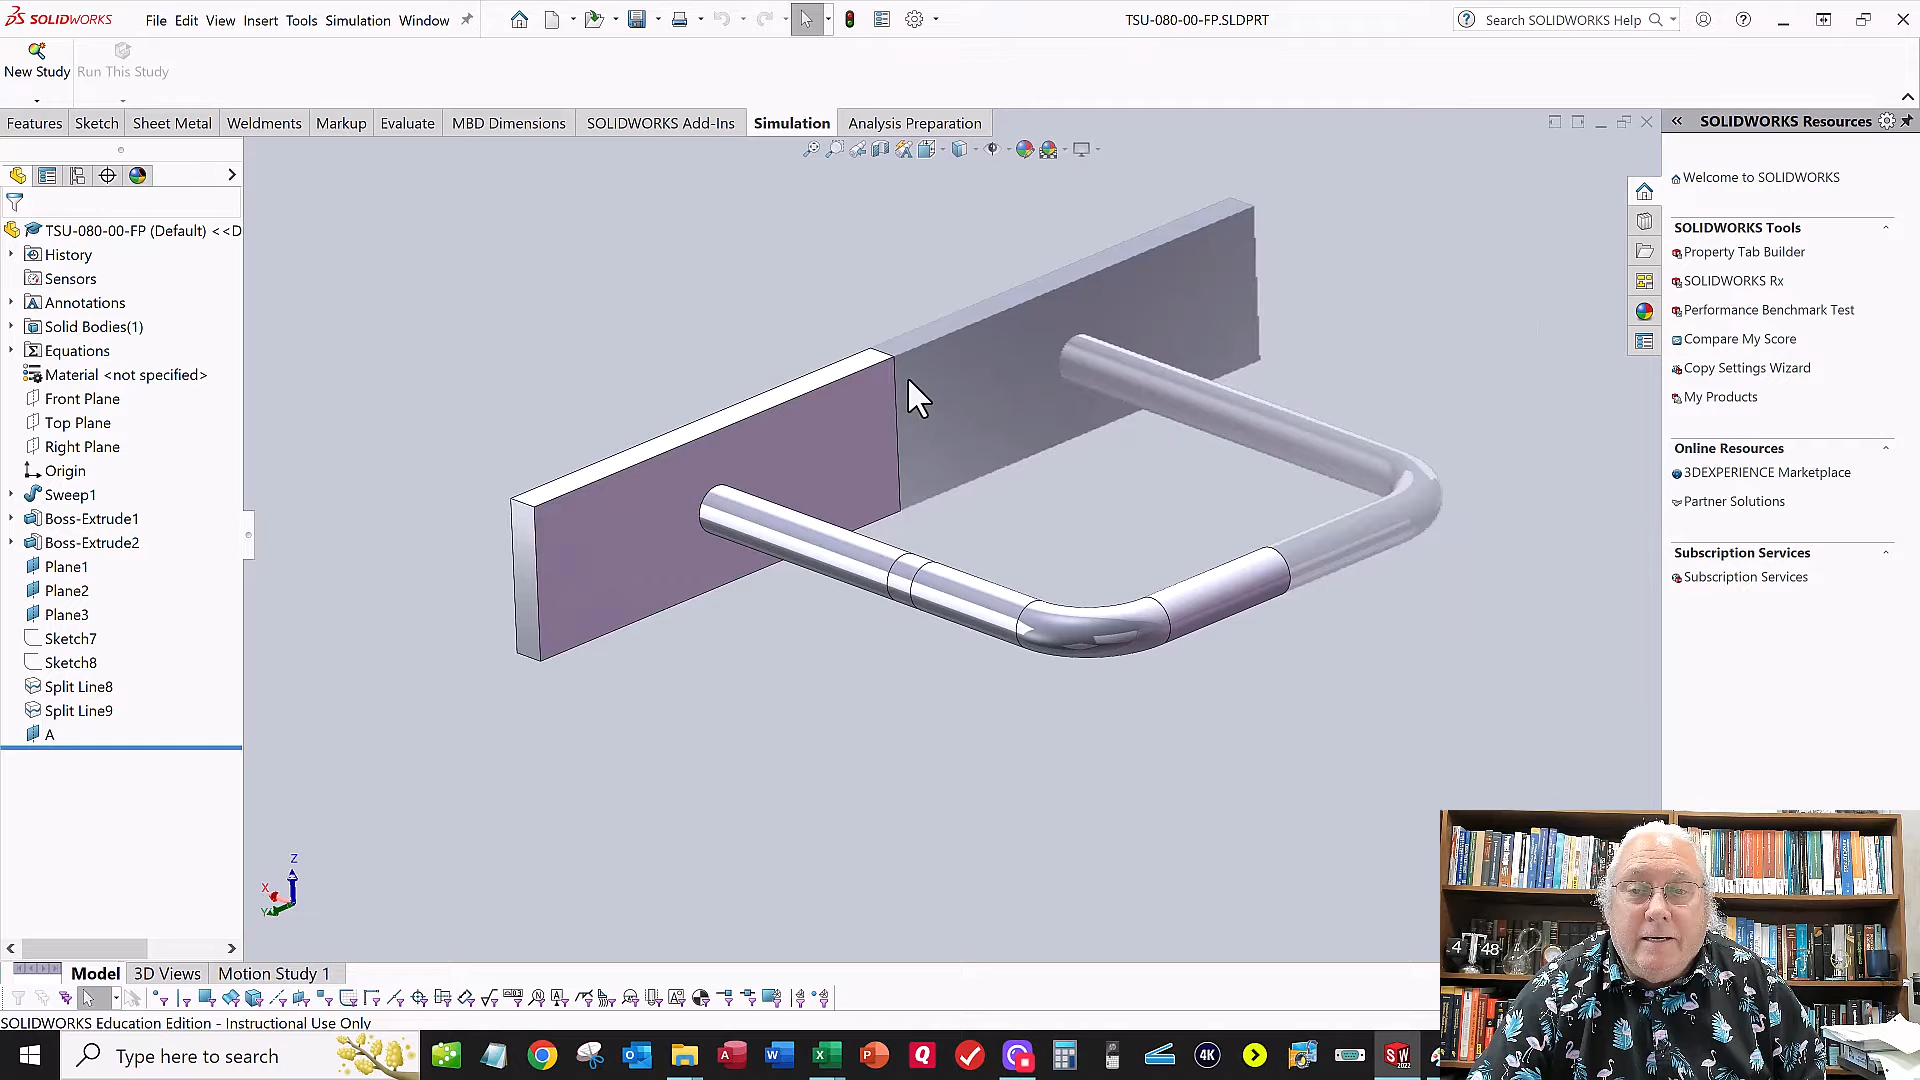 SOLIDWORKS
File Edit View Insert Tools Simulation Window
TSU-080-00-FP.SLDPRT
Search SOLIDWORKS Help
New Study
Run This Study
Features Sketch Sheet Metal Weldments Markup Evaluate MBD Dimensions SOLIDWORKS Add-Ins Simulation Analysis Preparation
TSU-080-00-FP (Default) <<D
History
Sensors
Annotations
Solid Bodies(1)
Equations
Material <not specified>
Front Plane
Top Plane
Right Plane
Origin
Sweep1
Boss-Extrude1
Boss-Extrude2
Plane1
Plane2
Plane3
Sketch7
Sketch8
Split Line8
Split Line9
A
Z
X
Y
SOLIDWORKS Resources
Welcome to SOLIDWORKS
SOLIDWORKS Tools
Property Tab Builder
SOLIDWORKS Rx
Performance Benchmark Test
Compare My Score
Copy Settings Wizard
My Products
Online Resources
3DEXPERIENCE Marketplace
Partner Solutions
Subscription Services
Subscription Services
4 48
Model 3D Views Motion Study 1
SOLIDWORKS Education Edition - Instructional Use Only
Type here to search
4K
SW
2022